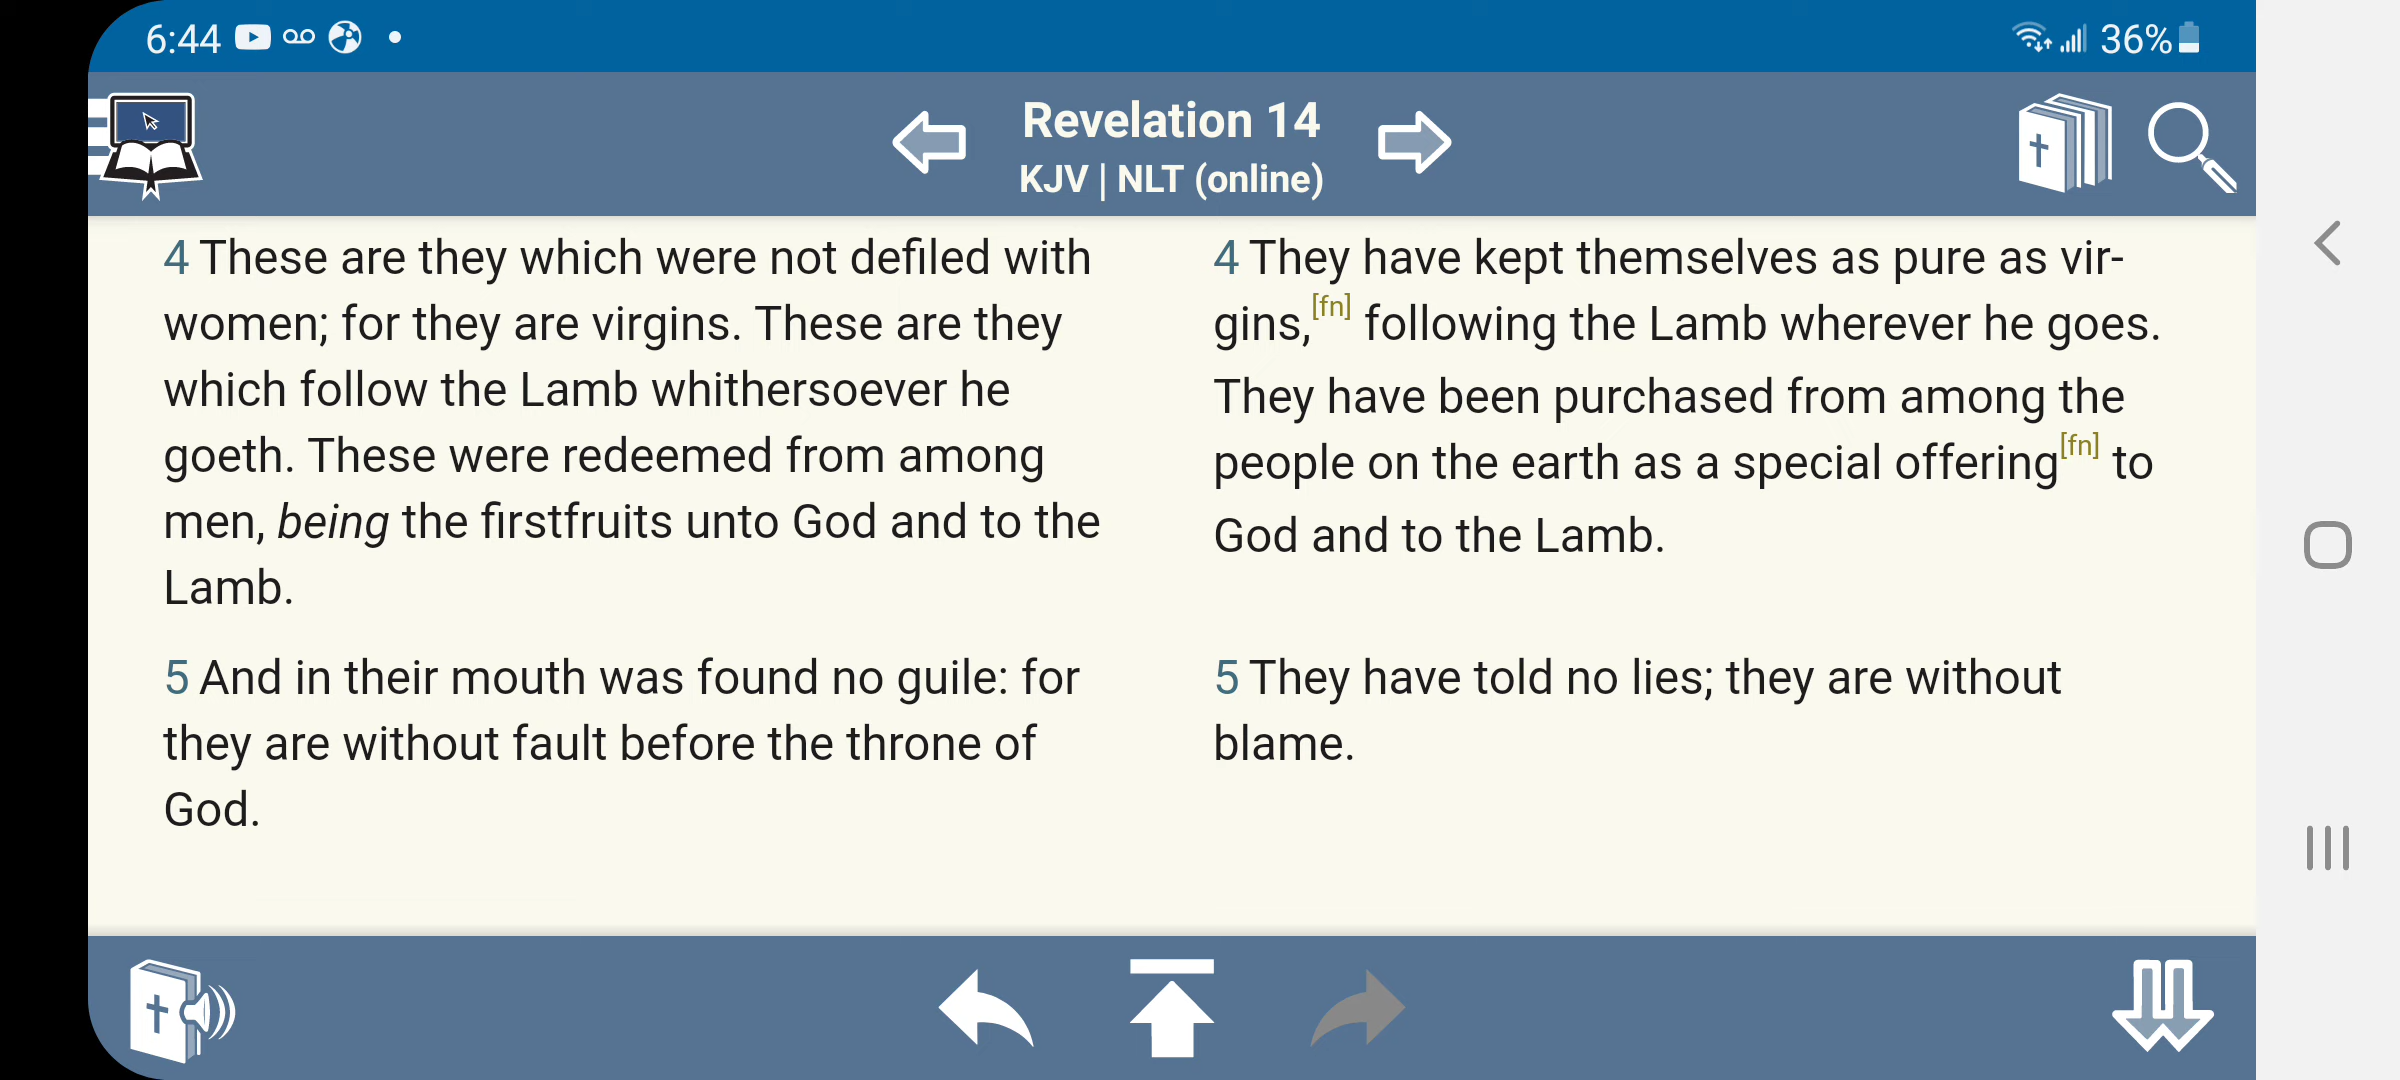 6:44
36%
Revelation 14
KJV | NLT (online)
4 These are they which were not defiled with
women; for they are virgins. These are they
which follow the Lamb whithersoever he
goeth. These were redeemed from among
men, being the firstfruits unto God and to the
Lamb.
5 And in their mouth was found no guile: for
they are without fault before the throne of
God.
4 They have kept themselves as pure as vir-
gins,[fn] following the Lamb wherever he goes.
They have been purchased from among the
people on the earth as a special offering[fn] to
God and to the Lamb.
5 They have told no lies; they are without
blame.